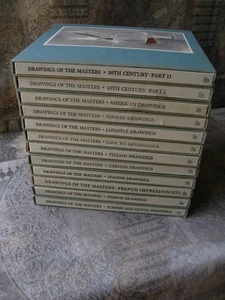 DRAWINGS OF THE MASTERS • 20TH CENTURY • PART II
DRAWINGS OF THE MASTERS • 20TH CENTURY • PART I
DRAWINGS OF THE MASTERS • AMERICAN DRAWINGS
DRAWINGS OF THE MASTERS • PERSIAN DRAWINGS
DRAWINGS OF THE MASTERS • JAPANESE DRAWINGS
DRAWINGS OF THE MASTERS • CAVE TO RENAISSANCE
DRAWINGS OF THE MASTERS • ITALIAN DRAWINGS
DRAWINGS OF THE MASTERS • GERMAN DRAWINGS
DRAWINGS OF THE MASTERS • SPANISH DRAWINGS
DRAWINGS OF THE MASTERS • FRENCH IMPRESSIONISTS
DRAWINGS OF THE MASTERS • FRENCH DRAWINGS
DRAWINGS OF THE MASTERS • FLEMISH AND DUTCH DRAWINGS